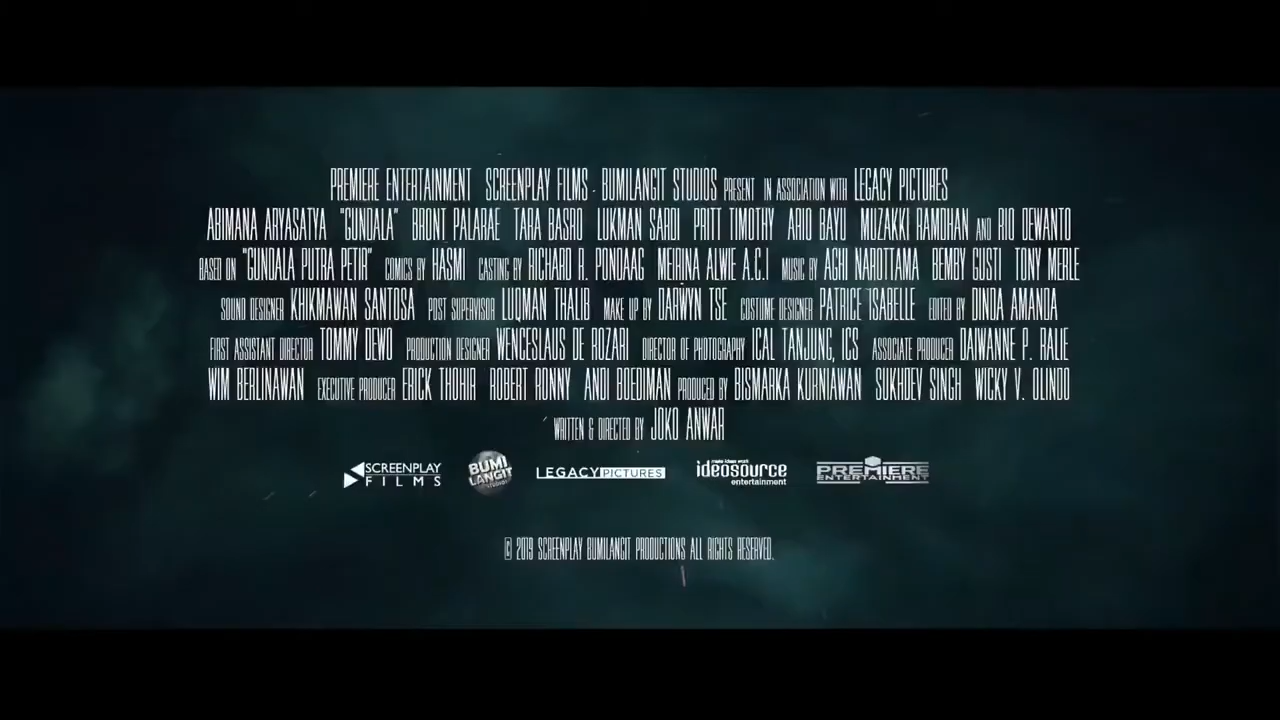 PREMIERE ENTERTAINMENT SCREENPLAY FILMS - BUMILANGIT STUDIOS PRESENT IN ASSOCIATION WITH LEGACY PICTURES
ABIMANA ARYASATYA "GUNDALA" BRONT PALARAE TARA BASRO LUKMAN SARDI PRITT TIMOTHY ARIO BAYU MUZAKKI RAMDHAN AND RIO DEWANTO
BASED ON "GUNDALA PUTRA PETIR" COMICS BY HASMI CASTING BY RICHARD R. PONDAAG MEIRINA ALWIE A.C.I MUSIC BY AGHI NAROTTAMA BEMBY GUSTI TONY MERLE
SOUND DESIGNER KHIKMAWAN SANTOSA POST SUPERVISOR LUQMAN THALIB MAKE UP BY DARWYN TSE COSTUME DESIGNER PATRICE ISABELLE EDITED BY DINDA AMANDA
FIRST ASSISTANT DIRECTOR TOMMY DEWO PRODUCTION DESIGNER WENCESLAUS DE ROZARI DIRECTOR OF PHOTOGRAPHY ICAL TANJUNG, ICS ASSOCIATE PRODUCER DAIWANNE P. RALIE
WIM BERLINAWAN EXECUTIVE PRODUCER ERICK THOHIR ROBERT RONNY ANDI BOEDIMAN PRODUCED BY BISMARKA KURNIAWAN SUKHDEV SINGH WICKY V. OLINDO
WRITTEN & DIRECTED BY JOKO ANWAR
SCREENPLAY FILMS
BUMI LANGIT STUDIOS
LEGACY PICTURES
make ideas work ideosource entertainment
PREMIERE ENTERTAINMENT
© 2019 SCREENPLAY BUMILANGIT PRODUCTIONS ALL RIGHTS RESERVED.